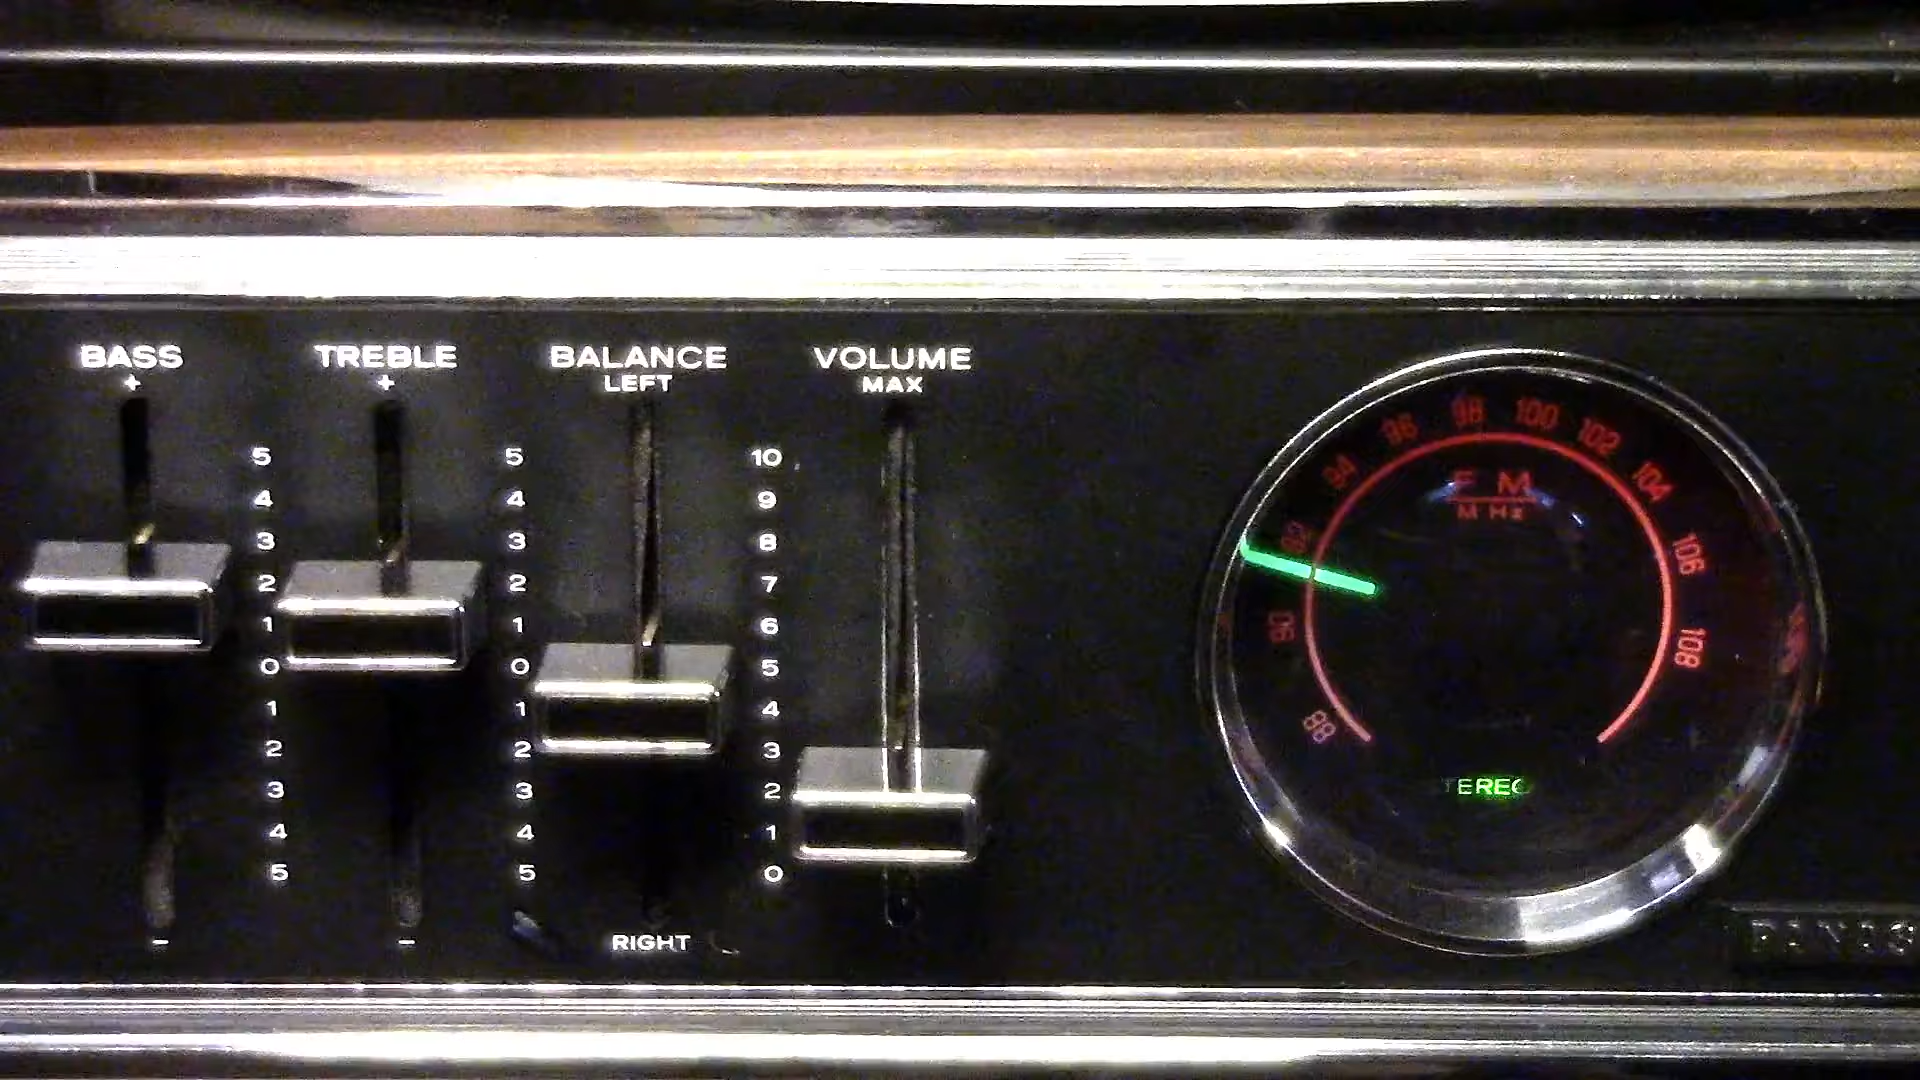 BASS TREBLE BALANCE VOLUME
+ + LEFT MAX
5 5 10
4 4 9
3 3 8
2 2 7
1 1 6
0 0 5
1 1 4
2 2 3
3 3 2
4 4 1
5 5 0
- - RIGHT
88 90 92 94 96 98 100 102 104 106 108
FM
MHz
TEREO
PANAS